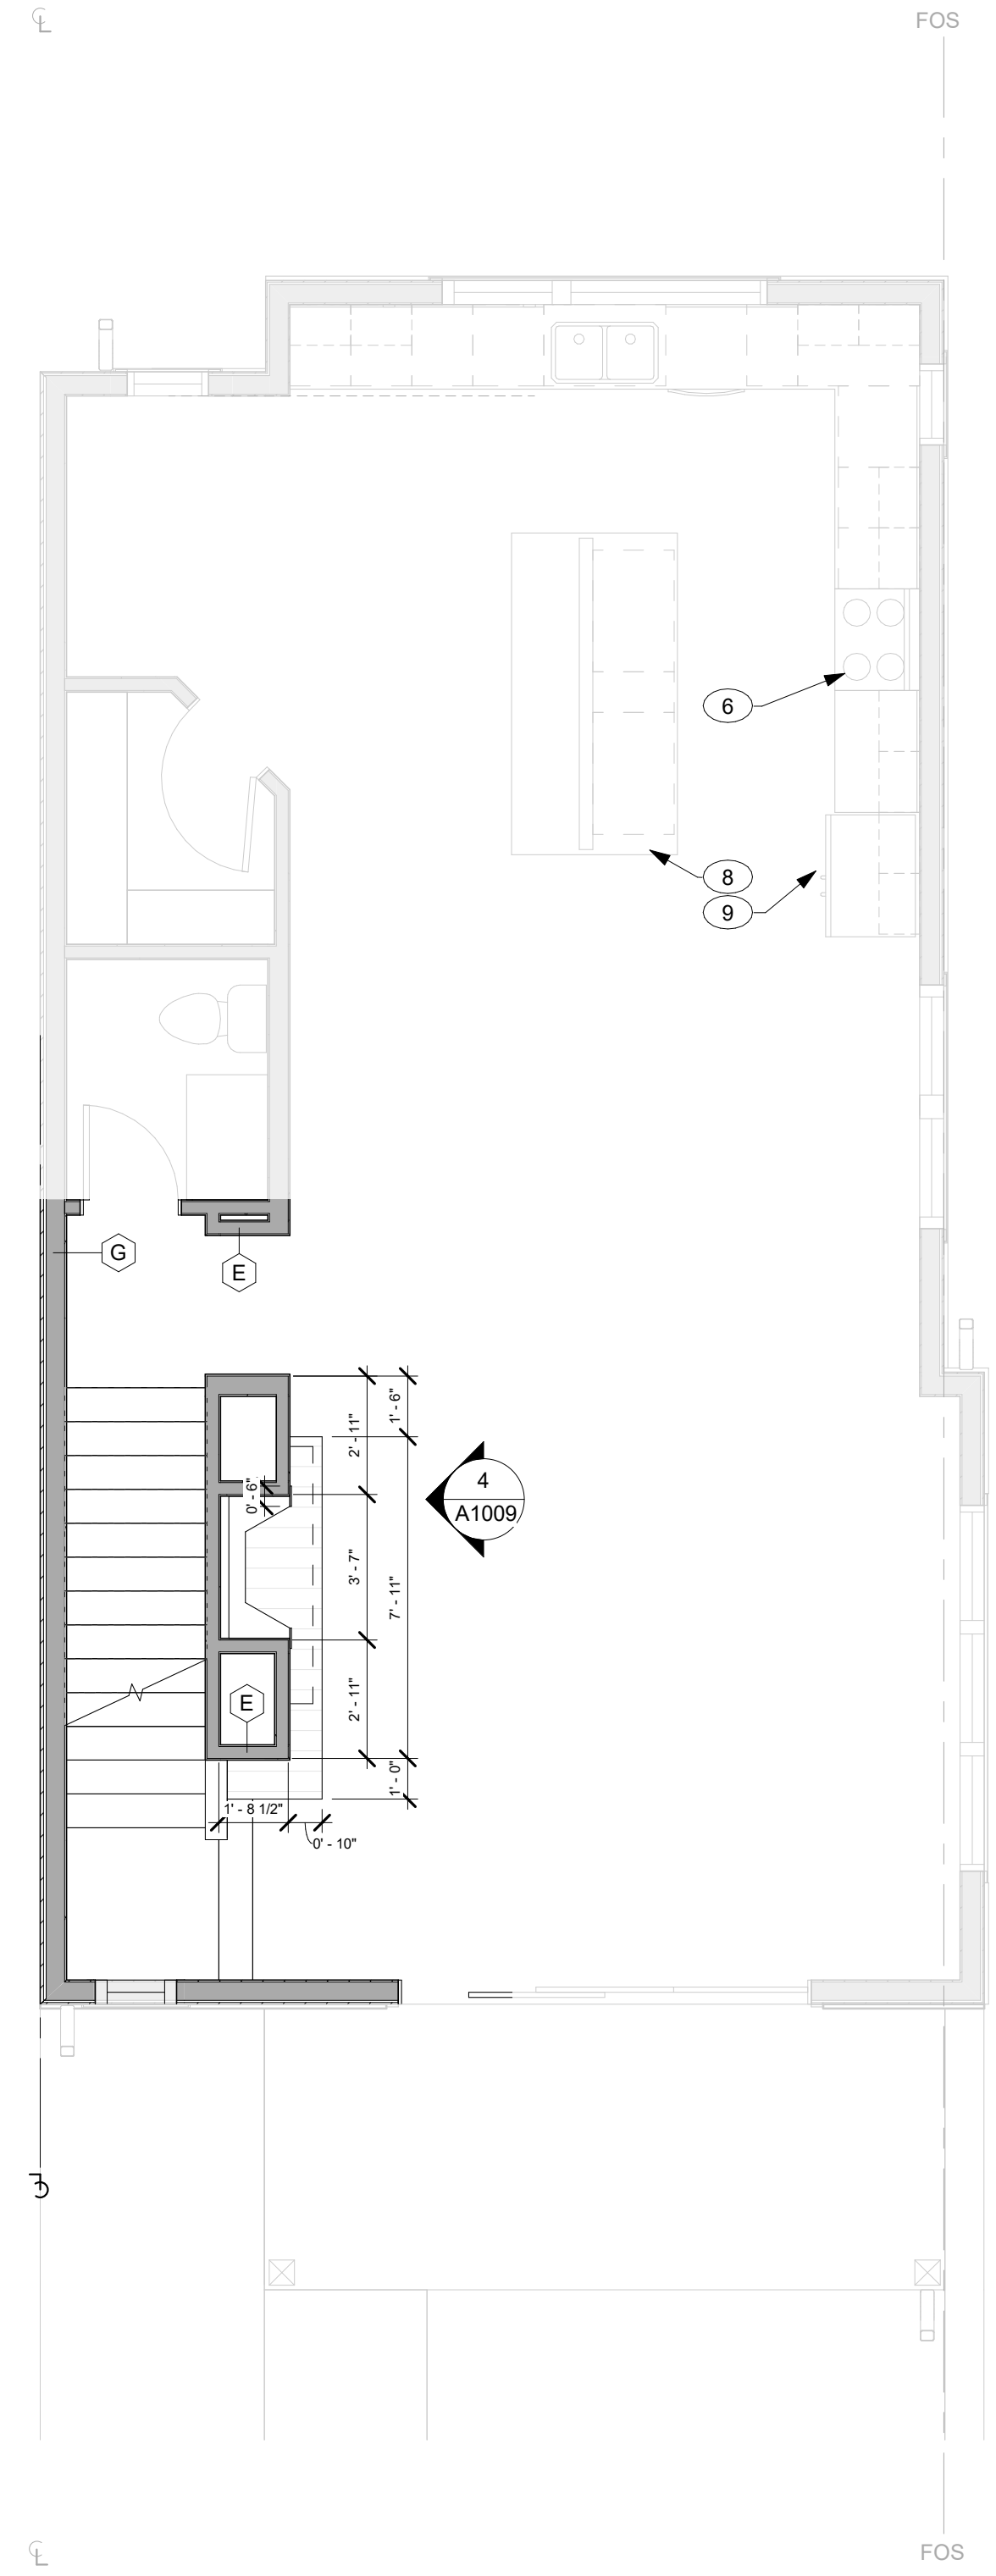 ℄ FOS
6
8
9
G
E
1' - 6"
2' - 11"
4
A1009
0' - 6"
3' - 7"
7' - 11"
E
2' - 11"
1' - 0"
1' - 8 1/2"
0' - 10"
℄
℄ FOS